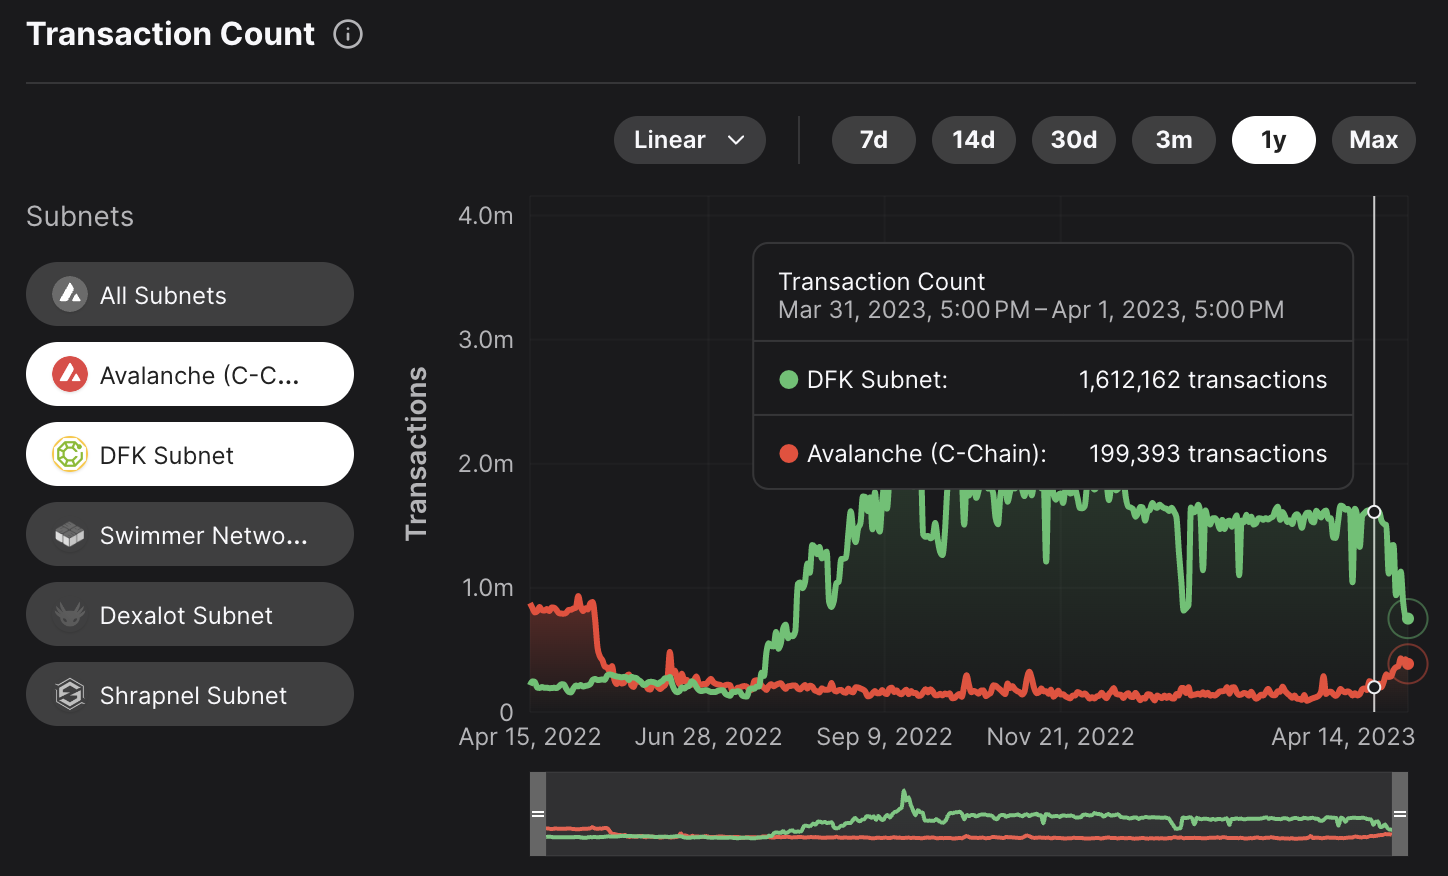 Transaction Count
Linear
7d
14d
30d
3m
1y
Max
Subnets
All Subnets
Avalanche (C-C...
DFK Subnet
Swimmer Netwo...
Dexalot Subnet
Shrapnel Subnet
Transactions
4.0m
3.0m
2.0m
1.0m
0
Transaction Count
Mar 31, 2023, 5:00 PM – Apr 1, 2023, 5:00 PM
DFK Subnet: 1,612,162 transactions
Avalanche (C-Chain): 199,393 transactions
Apr 15, 2022
Jun 28, 2022
Sep 9, 2022
Nov 21, 2022
Apr 14, 2023